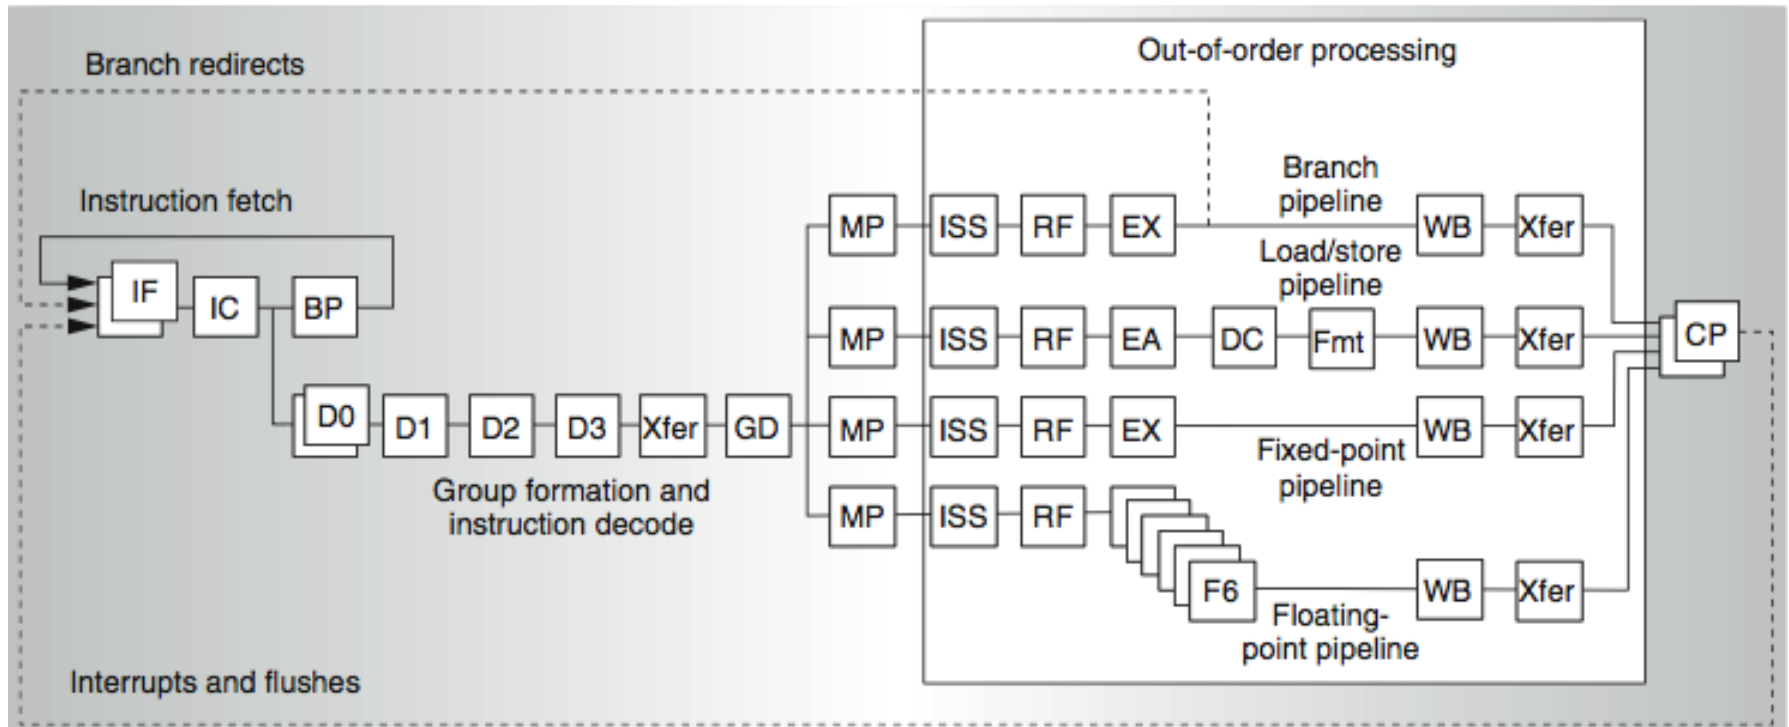 Out-of-order processing
Branch redirects
Instruction fetch
Branch
pipeline
MP ISS RF EX WB Xfer
Load/store
pipeline
IF IC BP
MP ISS RF EA DC Fmt WB Xfer
CP
D0 D1 D2 D3 Xfer GD
MP ISS RF EX WB Xfer
Fixed-point
pipeline
Group formation and
instruction decode
MP ISS RF
F6 WB Xfer
Floating-
point pipeline
Interrupts and flushes